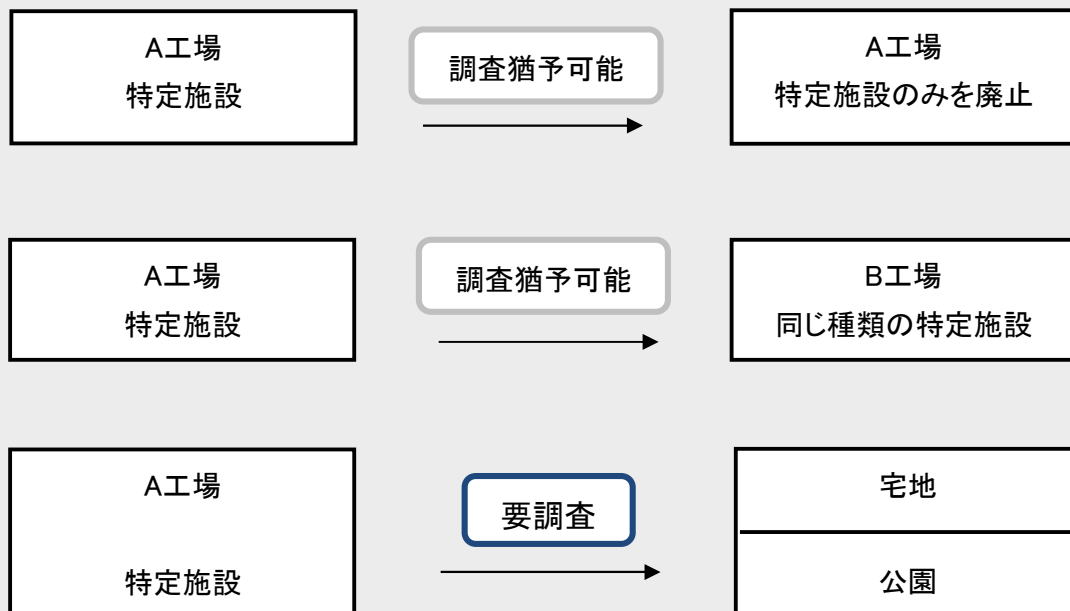 A工場
特定施設
調査猶予可能
A工場
特定施設のみを廃止
A工場
特定施設
調査猶予可能
B工場
同じ種類の特定施設
A工場
特定施設
要調査
宅地
公園